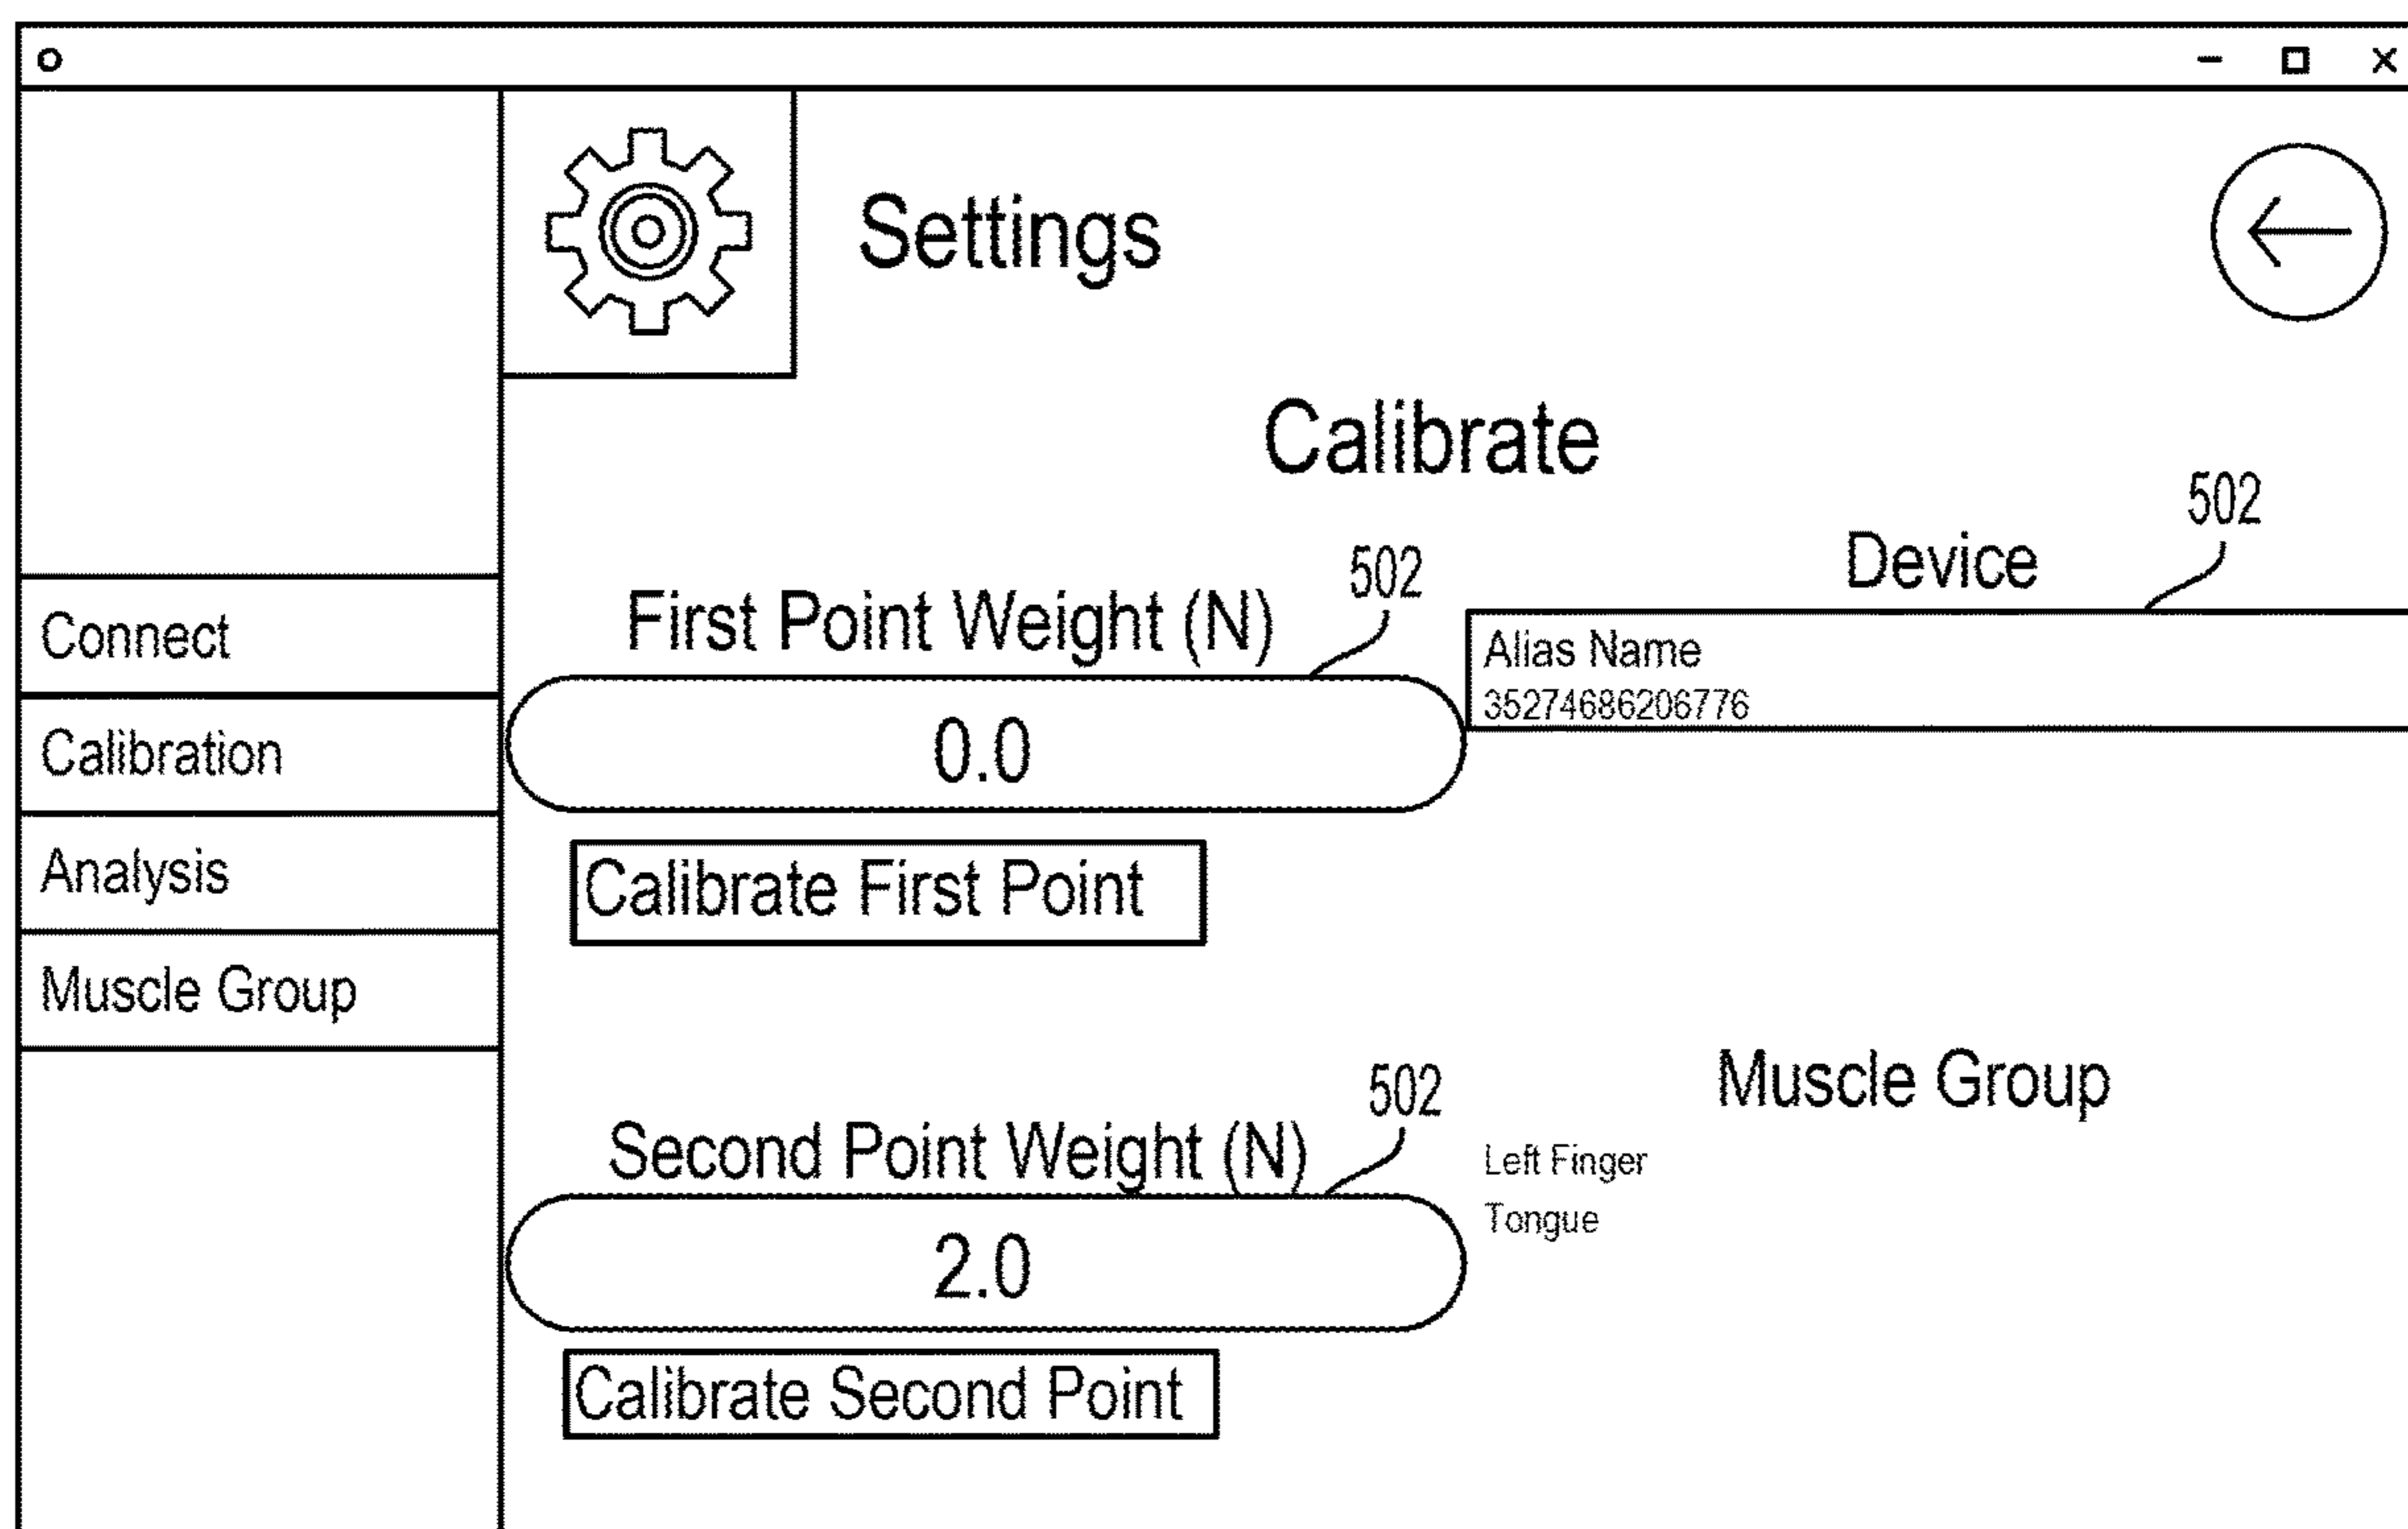 Settings
Calibrate
Connect
Calibration
Analysis
Muscle Group
First Point Weight (N)
502
0.0
Calibrate First Point
Device
502
Alias Name
35274686206776
Second Point Weight (N)
502
2.0
Calibrate Second Point
Muscle Group
Left Finger
Tongue